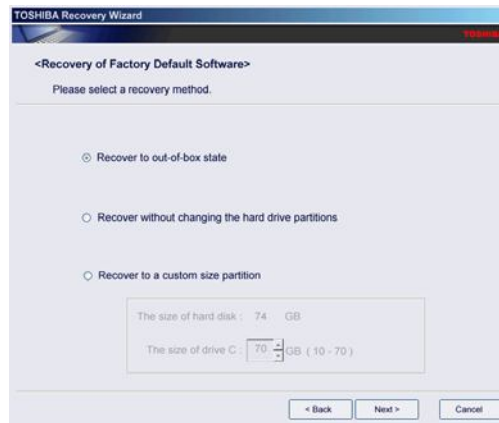 TOSHIBA Recovery Wizard
TOSHIBA
<Recovery of Factory Default Software>
Please select a recovery method.
Recover to out-of-box state
Recover without changing the hard drive partitions
Recover to a custom size partition
The size of hard disk : 74 GB
The size of drive C : 70 GB ( 10 - 70 )
< Back Next > Cancel